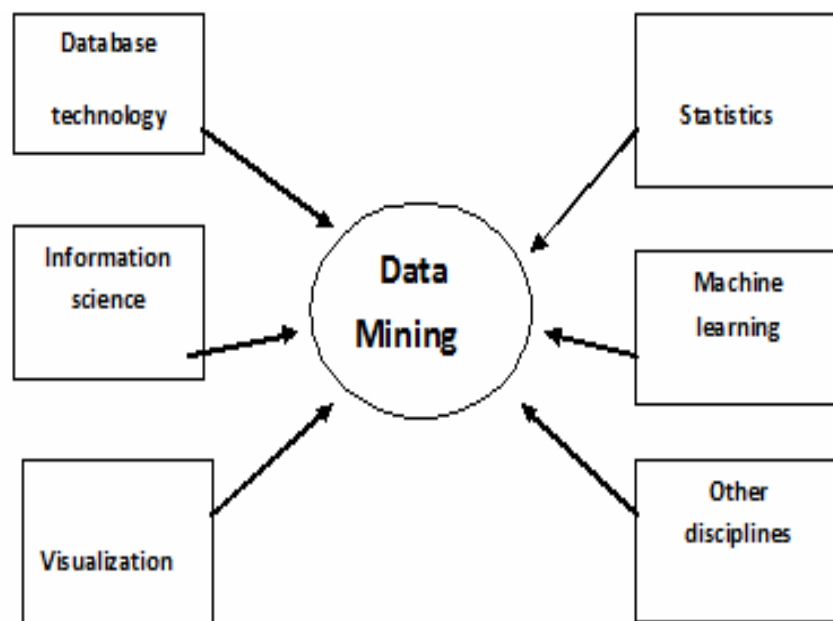 Database
technology
Statistics
Information
science
Data
Mining
Machine
learning
Visualization
Other
disciplines